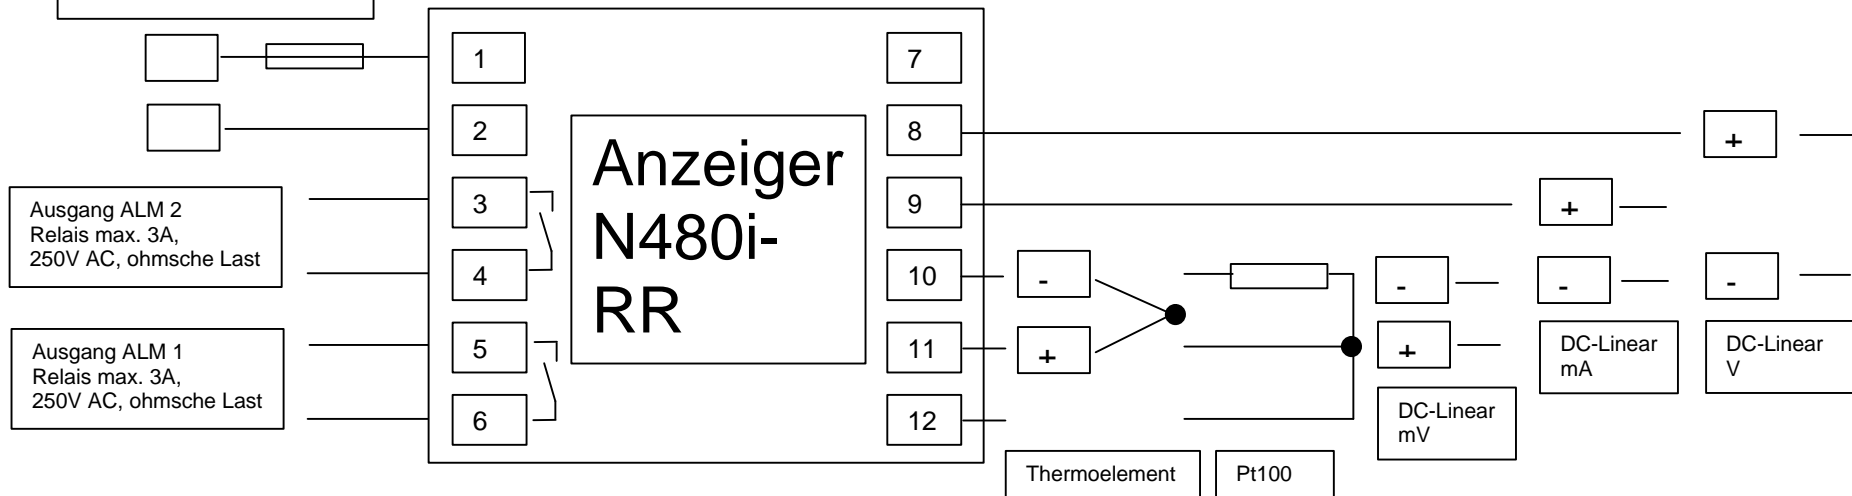 1
7
2
8
+
Anzeiger
N480i-
RR
Ausgang ALM 2
Relais max. 3A,
250V AC, ohmsche Last
3
9
+
4
10
-
-
-
-
Ausgang ALM 1
Relais max. 3A,
250V AC, ohmsche Last
5
11
+
+
DC-Linear
mA
DC-Linear
V
6
12
DC-Linear
mV
Thermoelement
Pt100